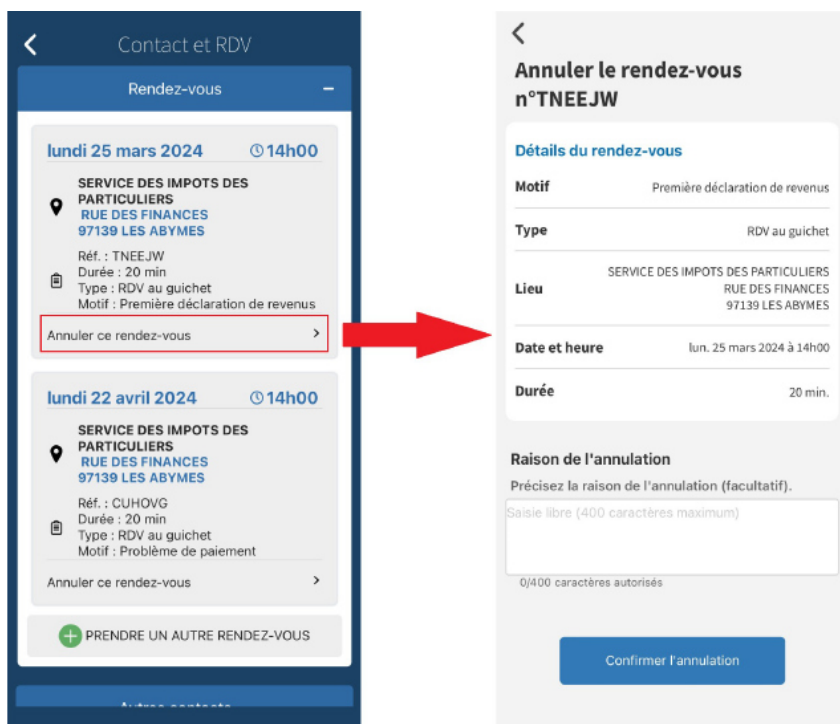 Contact et RDV
Rendez-vous
lundi 25 mars 2024 14h00
SERVICE DES IMPOTS DES
PARTICULIERS
RUE DES FINANCES
97139 LES ABYMES
Réf. : TNEEJW
Durée : 20 min
Type : RDV au guichet
Motif : Première déclaration de revenus
Annuler ce rendez-vous
lundi 22 avril 2024 14h00
SERVICE DES IMPOTS DES
PARTICULIERS
RUE DES FINANCES
97139 LES ABYMES
Réf. : CUHOVG
Durée : 20 min
Type : RDV au guichet
Motif : Problème de paiement
Annuler ce rendez-vous
PRENDRE UN AUTRE RENDEZ-VOUS
Autres contacts
Annuler le rendez-vous
n°TNEEJW
Détails du rendez-vous
Motif Première déclaration de revenus
Type RDV au guichet
Lieu SERVICE DES IMPOTS DES PARTICULIERS
RUE DES FINANCES
97139 LES ABYMES
Date et heure lun. 25 mars 2024 à 14h00
Durée 20 min.
Raison de l'annulation
Précisez la raison de l'annulation (facultatif).
Saisie libre (400 caractères maximum)
0/400 caractères autorisés
Confirmer l'annulation